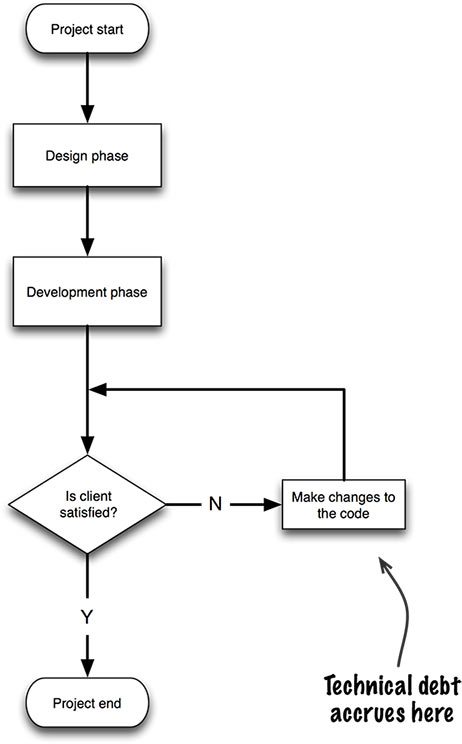 Project start
Design phase
Development phase
Is client
satisfied?
N
Make changes to
the code
Y
Technical debt
accrues here
Project end